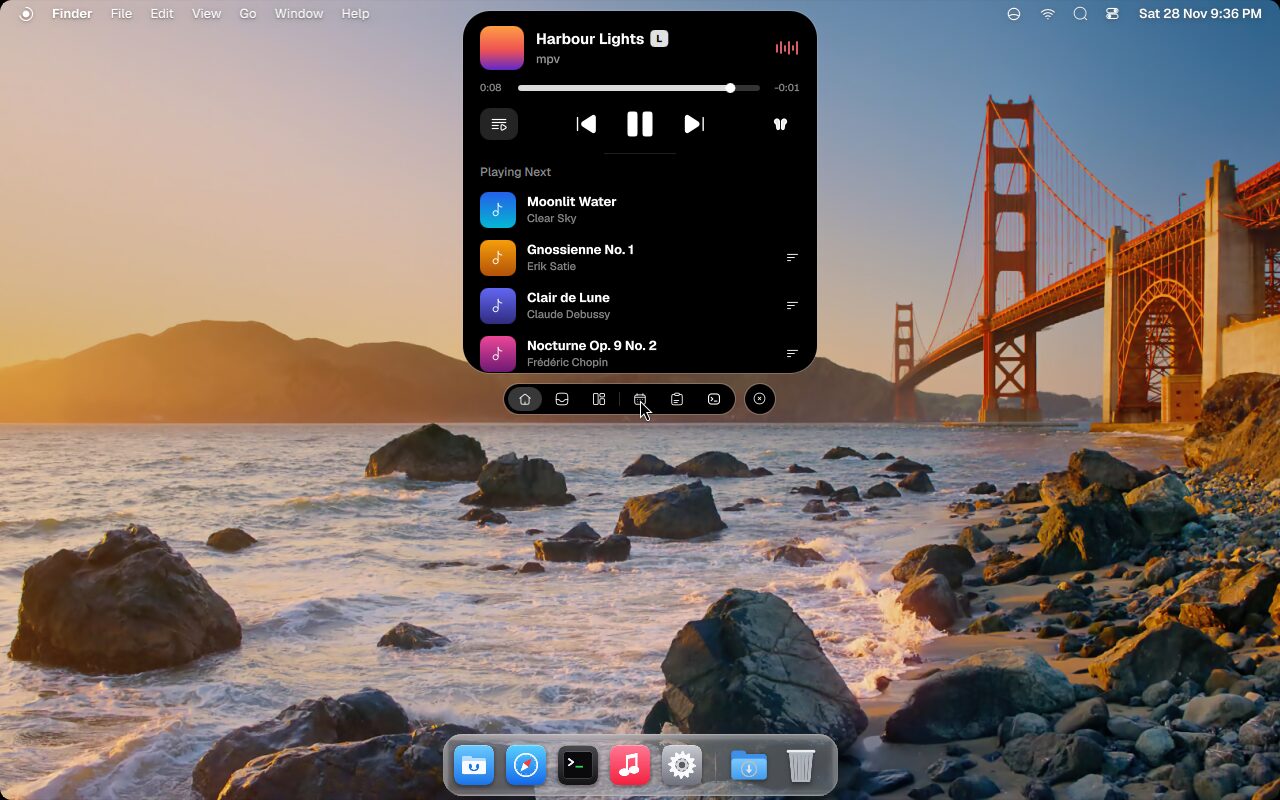 Finder File Edit View Go Window Help
Sat 28 Nov 9:36 PM
Harbour Lights L
mpv
0:08 -0:01
Playing Next
Moonlit Water
Clear Sky
Gnossienne No. 1
Erik Satie
Clair de Lune
Claude Debussy
Nocturne Op. 9 No. 2
Frédéric Chopin